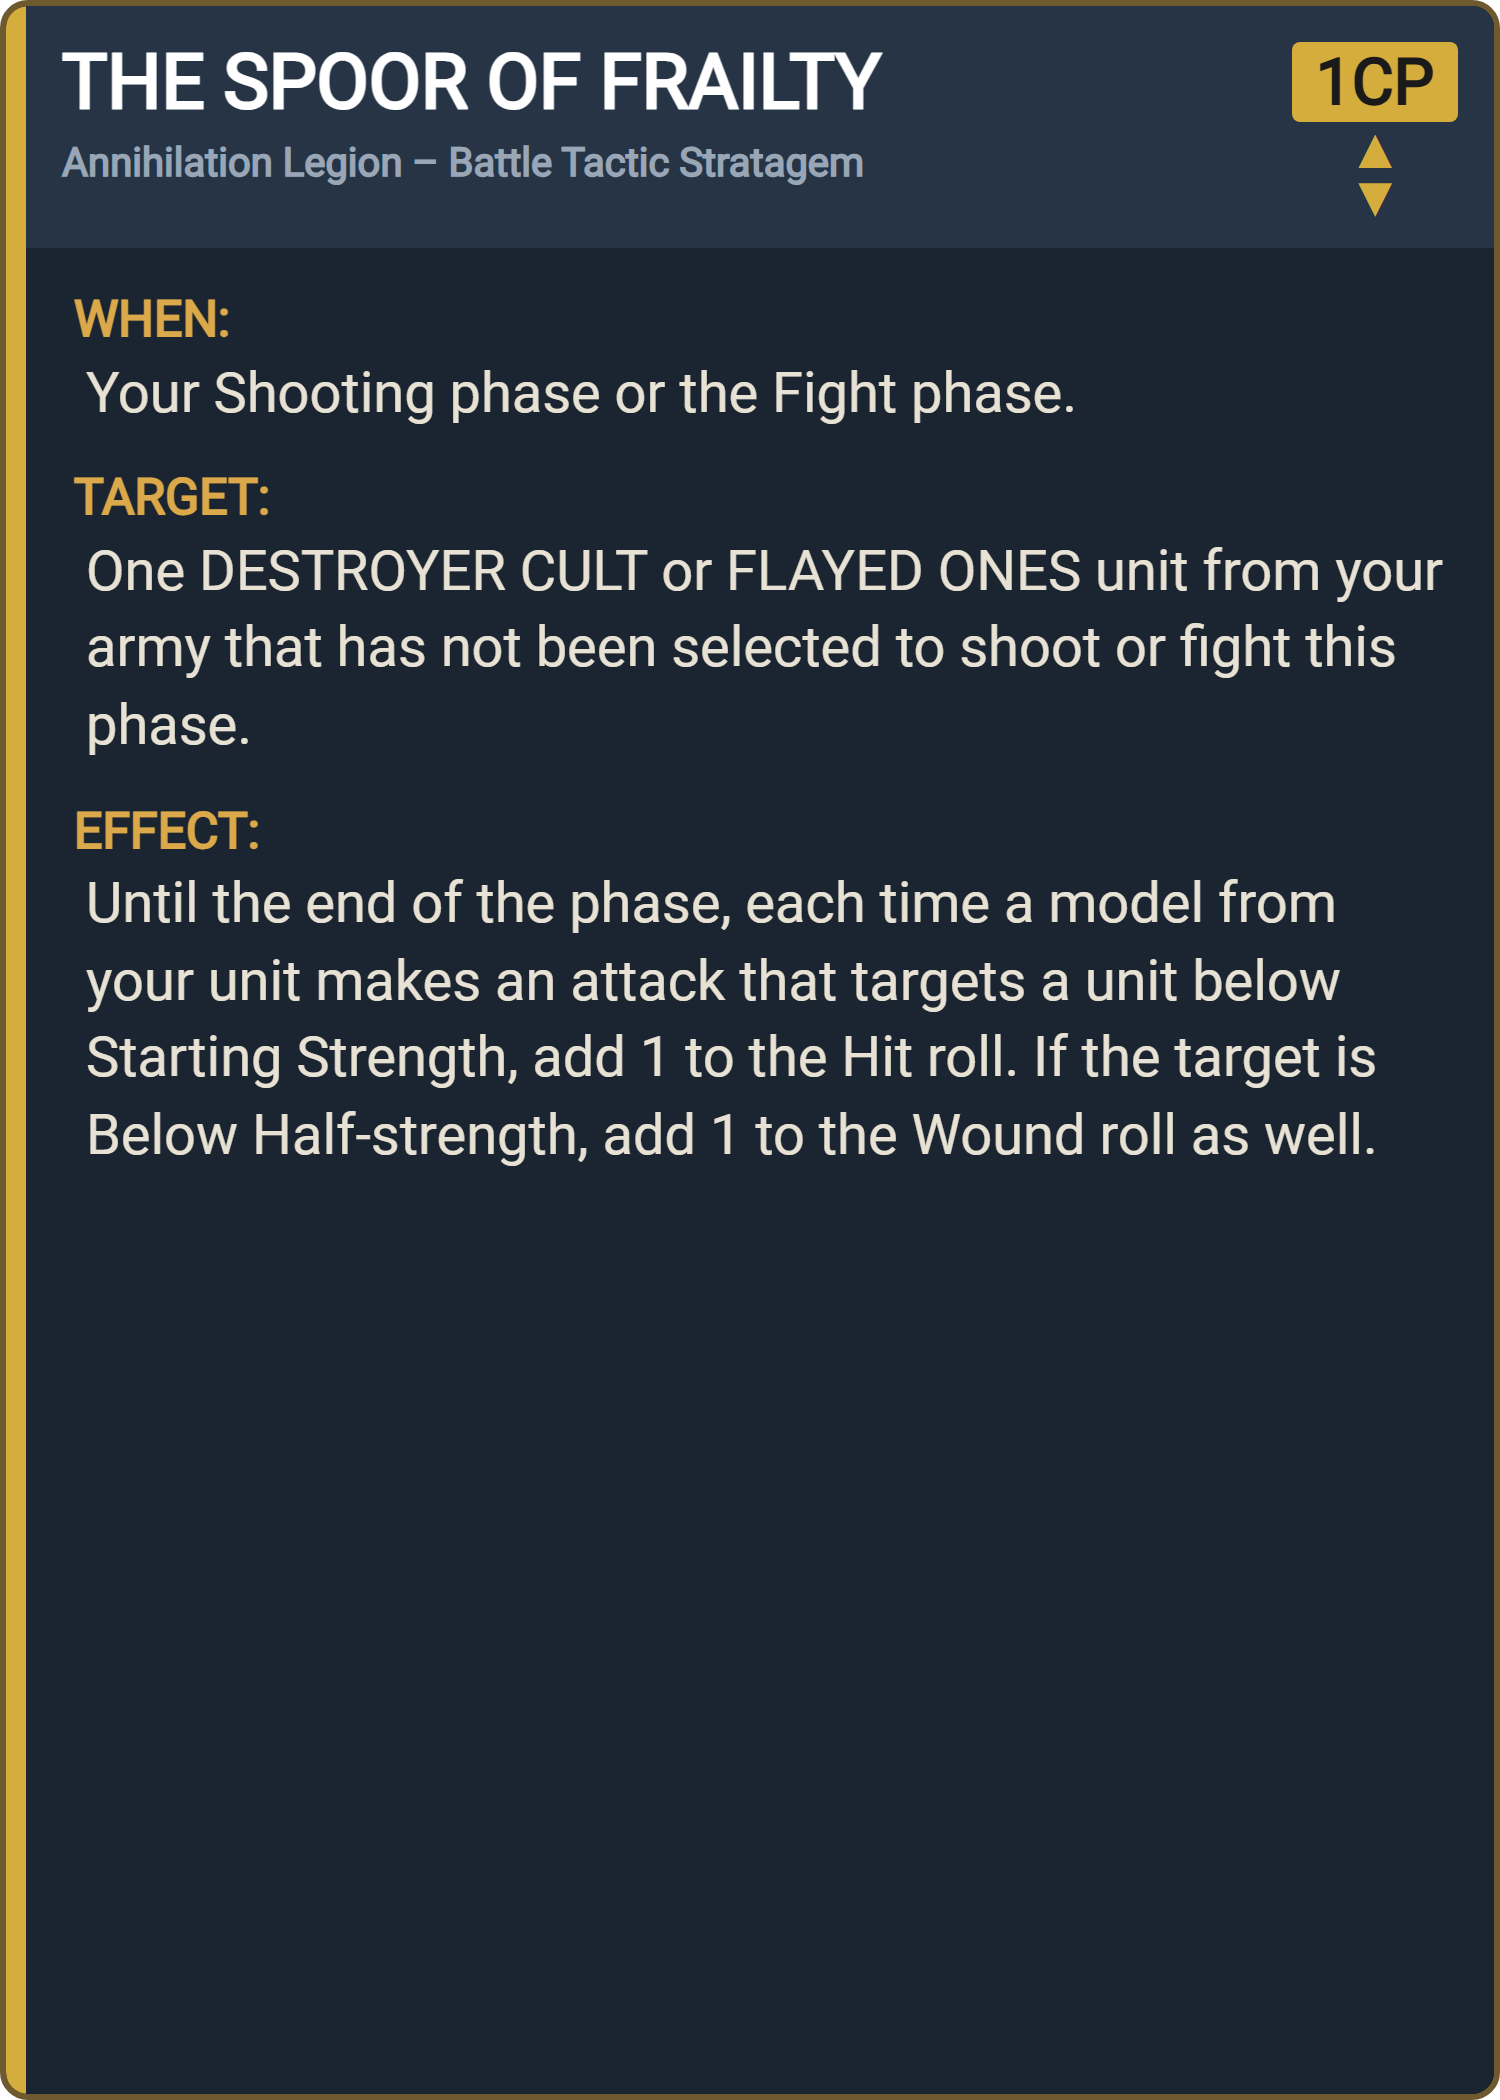 THE SPOOR OF FRAILTY
1CP
Annihilation Legion – Battle Tactic Stratagem
WHEN:
Your Shooting phase or the Fight phase.
TARGET:
One DESTROYER CULT or FLAYED ONES unit from your
army that has not been selected to shoot or fight this
phase.
EFFECT:
Until the end of the phase, each time a model from
your unit makes an attack that targets a unit below
Starting Strength, add 1 to the Hit roll. If the target is
Below Half-strength, add 1 to the Wound roll as well.